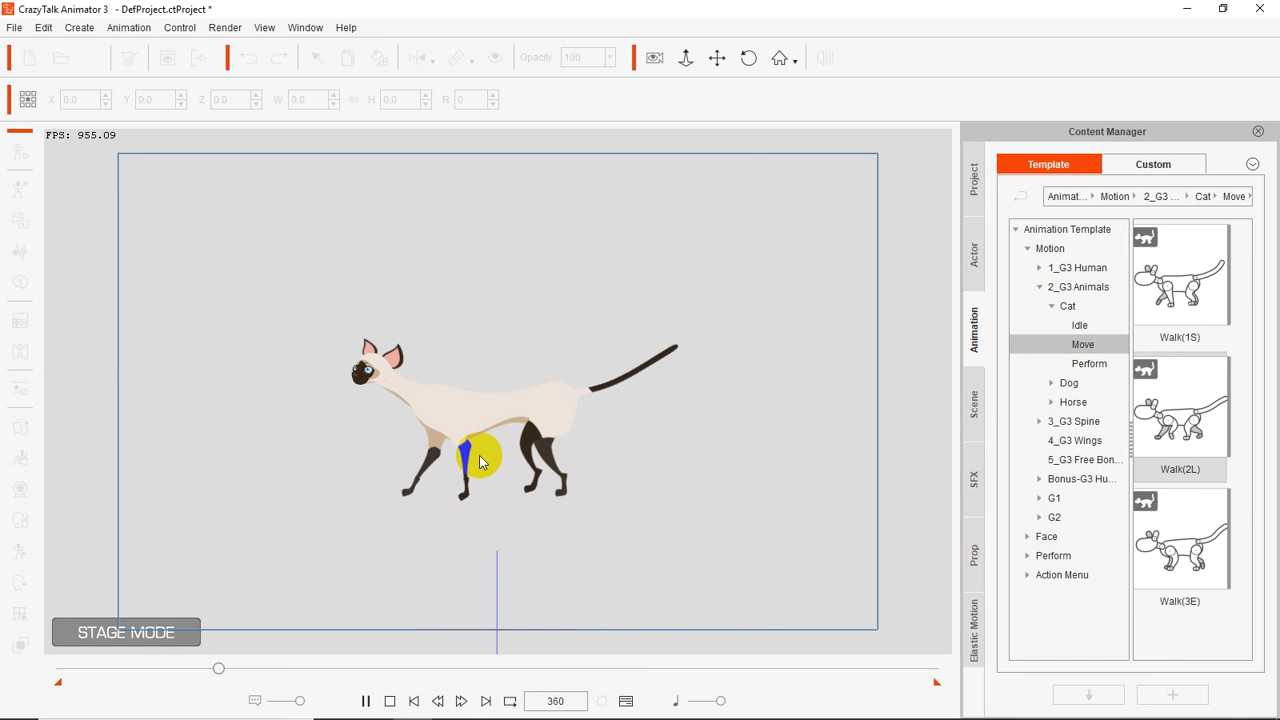 CrazyTalk Animator 3 - DefProject.ctProject *
File Edit Create Animation Control Render View Window Help
Opacity : 100
X 0.0 Y 0.0 Z 0.0 W 0.0 H 0.0 R 0
FPS: 955.09
STAGE MODE
360
Content Manager
Template Custom
Animat... Motion 2_G3 ... Cat Move
Project
Actor
Animation
Scene
SFX
Prop
Elastic Motion
Animation Template
Motion
1_G3 Human
2_G3 Animals
Cat
Idle
Move
Perform
Dog
Horse
3_G3 Spine
4_G3 Wings
5_G3 Free Bon...
Bonus-G3 Hu...
G1
G2
Face
Perform
Action Menu
Walk(1S)
Walk(2L)
Walk(3E)